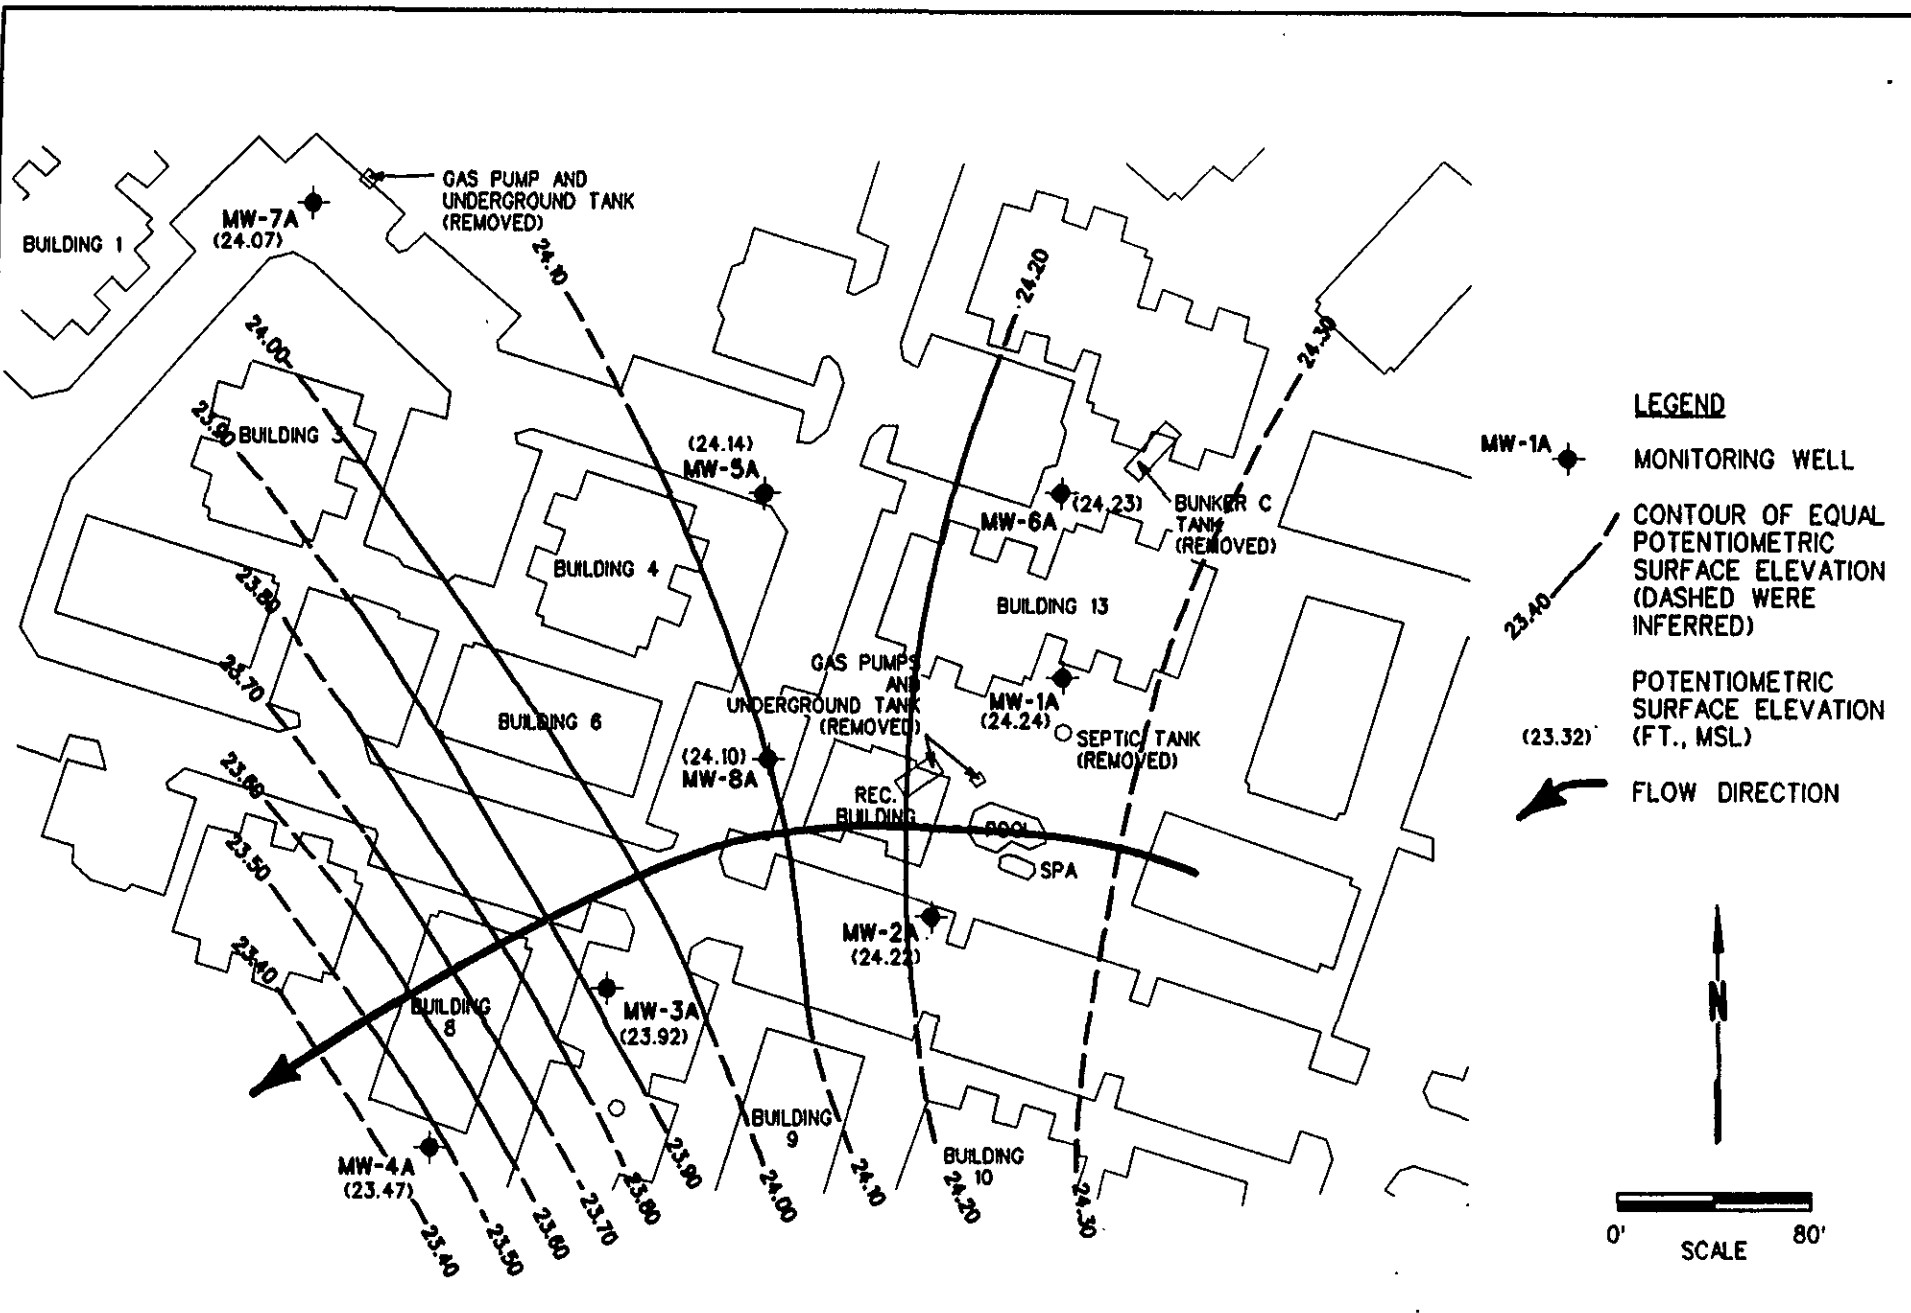 GAS PUMP AND
UNDERGROUND TANK
(REMOVED)
MW-7A
(24.07)
BUILDING 1
24.10
24.20
24.30
24.00
23.90
BUILDING 3
(24.14)
MW-5A
MW-6A
(24.23)
BUNKER C
TANK
(REMOVED)
BUILDING 4
23.80
BUILDING 13
23.70
GAS PUMPS
AND
UNDERGROUND TANK
(REMOVED)
MW-1A
(24.24)
SEPTIC TANK
(REMOVED)
BUILDING 6
(24.10)
MW-8A
23.60
REC.
BUILDING
POOL
SPA
23.50
23.40
MW-2A
(24.22)
BUILDING
8
MW-3A
(23.92)
MW-4A
(23.47)
BUILDING
9
BUILDING
10
23.40
23.50
23.60
23.70
23.80
23.90
24.00
24.10
24.20
24.30
LEGEND
MW-1A
MONITORING WELL
23.40
CONTOUR OF EQUAL
POTENTIOMETRIC
SURFACE ELEVATION
(DASHED WERE
INFERRED)
(23.32)
POTENTIOMETRIC
SURFACE ELEVATION
(FT., MSL)
FLOW DIRECTION
N
0' 80'
SCALE